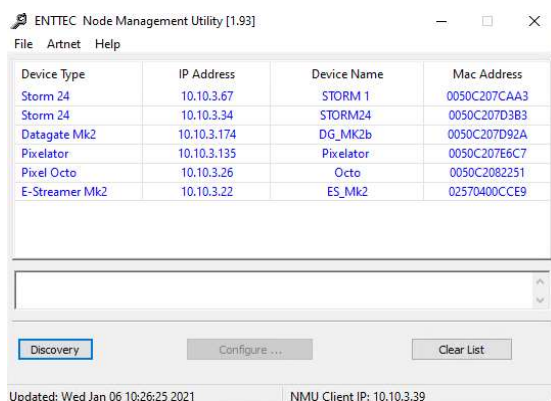 ENTTEC Node Management Utility [1.93]
File Artnet Help
Device Type IP Address Device Name Mac Address
Storm 24 10.10.3.67 STORM 1 0050C207CAA3
Storm 24 10.10.3.34 STORM24 0050C207D3B3
Datagate Mk2 10.10.3.174 DG_MK2b 0050C207D92A
Pixelator 10.10.3.135 Pixelator 0050C207E6C7
Pixel Octo 10.10.3.26 Octo 0050C2082251
E-Streamer Mk2 10.10.3.22 ES_Mk2 02570400CCE9
Discovery Configure ... Clear List
Updated: Wed Jan 06 10:26:25 2021 NMU Client IP: 10.10.3.39